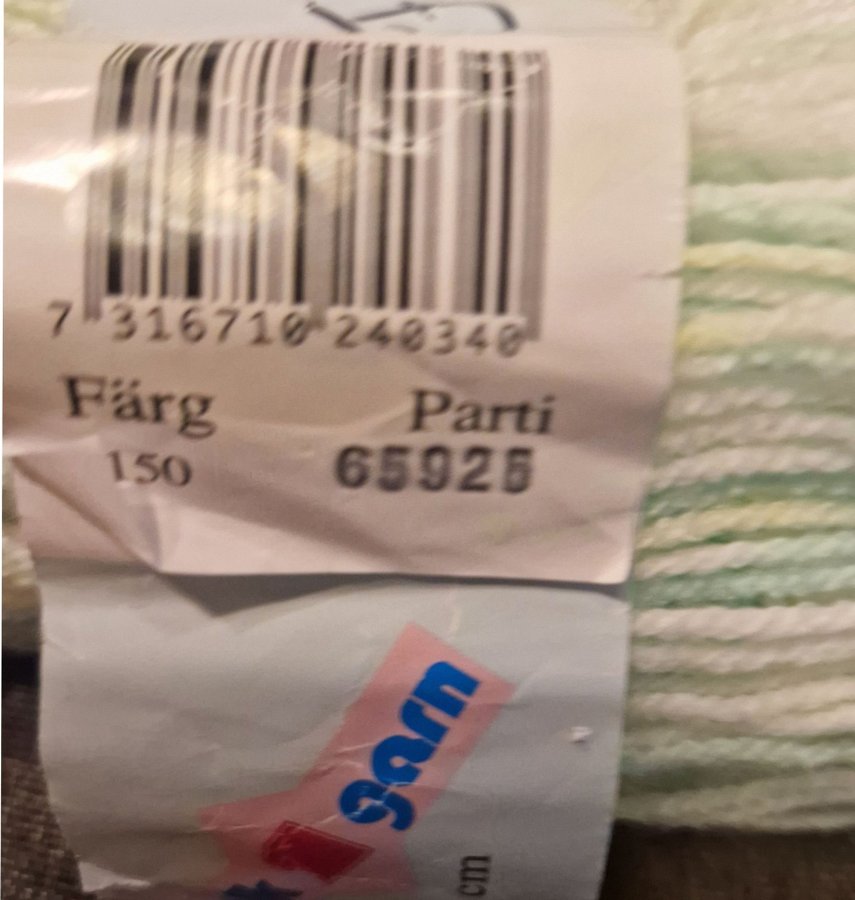 7 316710 240340
Färg Parti
150 65925
garn
cm